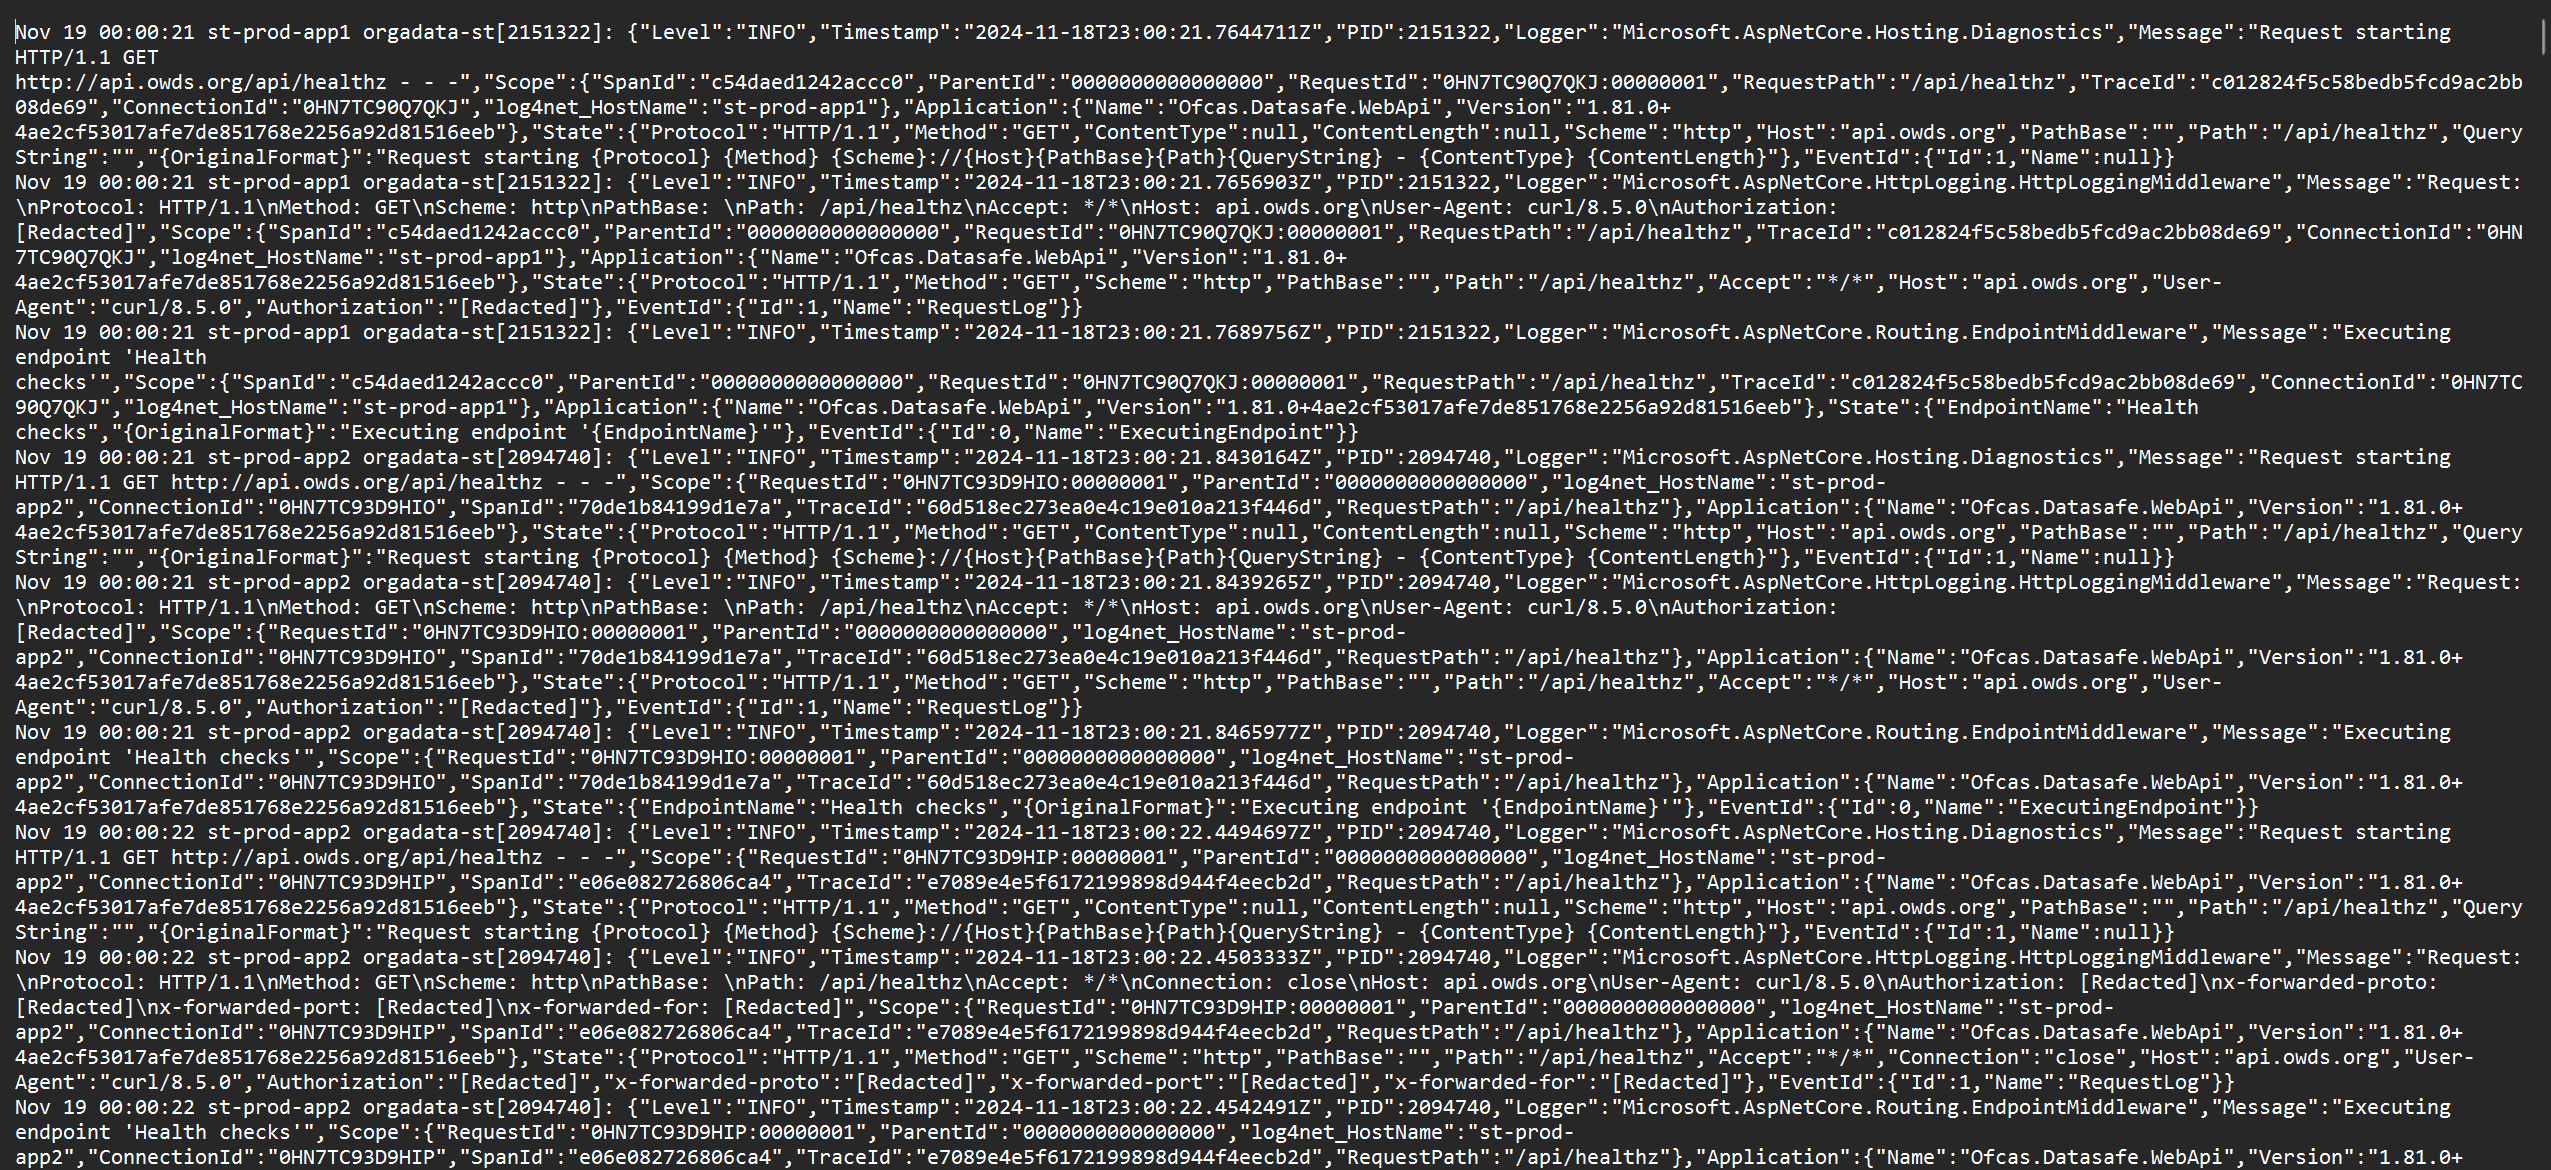 Nov 19 00:00:21 st-prod-app1 orgadata-st[2151322]: {"Level":"INFO","Timestamp":"2024-11-18T23:00:21.7644711Z","PID":2151322,"Logger":"Microsoft.AspNetCore.Hosting.Diagnostics","Message":"Request starting
HTTP/1.1 GET
http://api.owds.org/api/healthz - - -","Scope":{"SpanId":"c54daed1242accc0","ParentId":"0000000000000000","RequestId":"0HN7TC90Q7QKJ:00000001","RequestPath":"/api/healthz","TraceId":"c012824f5c58bedb5fcd9ac2bb
08de69","ConnectionId":"0HN7TC90Q7QKJ","log4net_HostName":"st-prod-app1"},"Application":{"Name":"Ofcas.Datasafe.WebApi","Version":"1.81.0+
4ae2cf53017afe7de851768e2256a92d81516eeb"},"State":{"Protocol":"HTTP/1.1","Method":"GET","ContentType":null,"ContentLength":null,"Scheme":"http","Host":"api.owds.org","PathBase":"","Path":"/api/healthz","Query
String":"","{OriginalFormat}":"Request starting {Protocol} {Method} {Scheme}://{Host}{PathBase}{Path}{QueryString} - {ContentType} {ContentLength}"},"EventId":{"Id":1,"Name":null}}
Nov 19 00:00:21 st-prod-app1 orgadata-st[2151322]: {"Level":"INFO","Timestamp":"2024-11-18T23:00:21.7656903Z","PID":2151322,"Logger":"Microsoft.AspNetCore.HttpLogging.HttpLoggingMiddleware","Message":"Request:
\nProtocol: HTTP/1.1\nMethod: GET\nScheme: http\nPathBase: \nPath: /api/healthz\nAccept: */*\nHost: api.owds.org\nUser-Agent: curl/8.5.0\nAuthorization:
[Redacted]","Scope":{"SpanId":"c54daed1242accc0","ParentId":"0000000000000000","RequestId":"0HN7TC90Q7QKJ:00000001","RequestPath":"/api/healthz","TraceId":"c012824f5c58bedb5fcd9ac2bb08de69","ConnectionId":"0HN
7TC90Q7QKJ","log4net_HostName":"st-prod-app1"},"Application":{"Name":"Ofcas.Datasafe.WebApi","Version":"1.81.0+
4ae2cf53017afe7de851768e2256a92d81516eeb"},"State":{"Protocol":"HTTP/1.1","Method":"GET","Scheme":"http","PathBase":"","Path":"/api/healthz","Accept":"*/*","Host":"api.owds.org","User-
Agent":"curl/8.5.0","Authorization":"[Redacted]"},"EventId":{"Id":1,"Name":"RequestLog"}}
Nov 19 00:00:21 st-prod-app1 orgadata-st[2151322]: {"Level":"INFO","Timestamp":"2024-11-18T23:00:21.7689756Z","PID":2151322,"Logger":"Microsoft.AspNetCore.Routing.EndpointMiddleware","Message":"Executing
endpoint 'Health
checks'","Scope":{"SpanId":"c54daed1242accc0","ParentId":"0000000000000000","RequestId":"0HN7TC90Q7QKJ:00000001","RequestPath":"/api/healthz","TraceId":"c012824f5c58bedb5fcd9ac2bb08de69","ConnectionId":"0HN7TC
90Q7QKJ","log4net_HostName":"st-prod-app1"},"Application":{"Name":"Ofcas.Datasafe.WebApi","Version":"1.81.0+4ae2cf53017afe7de851768e2256a92d81516eeb"},"State":{"EndpointName":"Health
checks","{OriginalFormat}":"Executing endpoint '{EndpointName}'"},"EventId":{"Id":0,"Name":"ExecutingEndpoint"}}
Nov 19 00:00:21 st-prod-app2 orgadata-st[2094740]: {"Level":"INFO","Timestamp":"2024-11-18T23:00:21.8430164Z","PID":2094740,"Logger":"Microsoft.AspNetCore.Hosting.Diagnostics","Message":"Request starting
HTTP/1.1 GET http://api.owds.org/api/healthz - - -","Scope":{"RequestId":"0HN7TC93D9HIO:00000001","ParentId":"0000000000000000","log4net_HostName":"st-prod-
app2","ConnectionId":"0HN7TC93D9HIO","SpanId":"70de1b84199d1e7a","TraceId":"60d518ec273ea0e4c19e010a213f446d","RequestPath":"/api/healthz"},"Application":{"Name":"Ofcas.Datasafe.WebApi","Version":"1.81.0+
4ae2cf53017afe7de851768e2256a92d81516eeb"},"State":{"Protocol":"HTTP/1.1","Method":"GET","ContentType":null,"ContentLength":null,"Scheme":"http","Host":"api.owds.org","PathBase":"","Path":"/api/healthz","Query
String":"","{OriginalFormat}":"Request starting {Protocol} {Method} {Scheme}://{Host}{PathBase}{Path}{QueryString} - {ContentType} {ContentLength}"},"EventId":{"Id":1,"Name":null}}
Nov 19 00:00:21 st-prod-app2 orgadata-st[2094740]: {"Level":"INFO","Timestamp":"2024-11-18T23:00:21.8439265Z","PID":2094740,"Logger":"Microsoft.AspNetCore.HttpLogging.HttpLoggingMiddleware","Message":"Request:
\nProtocol: HTTP/1.1\nMethod: GET\nScheme: http\nPathBase: \nPath: /api/healthz\nAccept: */*\nHost: api.owds.org\nUser-Agent: curl/8.5.0\nAuthorization:
[Redacted]","Scope":{"RequestId":"0HN7TC93D9HIO:00000001","ParentId":"0000000000000000","log4net_HostName":"st-prod-
app2","ConnectionId":"0HN7TC93D9HIO","SpanId":"70de1b84199d1e7a","TraceId":"60d518ec273ea0e4c19e010a213f446d","RequestPath":"/api/healthz"},"Application":{"Name":"Ofcas.Datasafe.WebApi","Version":"1.81.0+
4ae2cf53017afe7de851768e2256a92d81516eeb"},"State":{"Protocol":"HTTP/1.1","Method":"GET","Scheme":"http","PathBase":"","Path":"/api/healthz","Accept":"*/*","Host":"api.owds.org","User-
Agent":"curl/8.5.0","Authorization":"[Redacted]"},"EventId":{"Id":1,"Name":"RequestLog"}}
Nov 19 00:00:21 st-prod-app2 orgadata-st[2094740]: {"Level":"INFO","Timestamp":"2024-11-18T23:00:21.8465977Z","PID":2094740,"Logger":"Microsoft.AspNetCore.Routing.EndpointMiddleware","Message":"Executing
endpoint 'Health checks'","Scope":{"RequestId":"0HN7TC93D9HIO:00000001","ParentId":"0000000000000000","log4net_HostName":"st-prod-
app2","ConnectionId":"0HN7TC93D9HIO","SpanId":"70de1b84199d1e7a","TraceId":"60d518ec273ea0e4c19e010a213f446d","RequestPath":"/api/healthz"},"Application":{"Name":"Ofcas.Datasafe.WebApi","Version":"1.81.0+
4ae2cf53017afe7de851768e2256a92d81516eeb"},"State":{"EndpointName":"Health checks","{OriginalFormat}":"Executing endpoint '{EndpointName}'"},"EventId":{"Id":0,"Name":"ExecutingEndpoint"}}
Nov 19 00:00:22 st-prod-app2 orgadata-st[2094740]: {"Level":"INFO","Timestamp":"2024-11-18T23:00:22.4494697Z","PID":2094740,"Logger":"Microsoft.AspNetCore.Hosting.Diagnostics","Message":"Request starting
HTTP/1.1 GET http://api.owds.org/api/healthz - - -","Scope":{"RequestId":"0HN7TC93D9HIP:00000001","ParentId":"0000000000000000","log4net_HostName":"st-prod-
app2","ConnectionId":"0HN7TC93D9HIP","SpanId":"e06e082726806ca4","TraceId":"e7089e4e5f6172199898d944f4eecb2d","RequestPath":"/api/healthz"},"Application":{"Name":"Ofcas.Datasafe.WebApi","Version":"1.81.0+
4ae2cf53017afe7de851768e2256a92d81516eeb"},"State":{"Protocol":"HTTP/1.1","Method":"GET","ContentType":null,"ContentLength":null,"Scheme":"http","Host":"api.owds.org","PathBase":"","Path":"/api/healthz","Query
String":"","{OriginalFormat}":"Request starting {Protocol} {Method} {Scheme}://{Host}{PathBase}{Path}{QueryString} - {ContentType} {ContentLength}"},"EventId":{"Id":1,"Name":null}}
Nov 19 00:00:22 st-prod-app2 orgadata-st[2094740]: {"Level":"INFO","Timestamp":"2024-11-18T23:00:22.4503333Z","PID":2094740,"Logger":"Microsoft.AspNetCore.HttpLogging.HttpLoggingMiddleware","Message":"Request:
\nProtocol: HTTP/1.1\nMethod: GET\nScheme: http\nPathBase: \nPath: /api/healthz\nAccept: */*\nConnection: close\nHost: api.owds.org\nUser-Agent: curl/8.5.0\nAuthorization: [Redacted]\nx-forwarded-proto:
[Redacted]\nx-forwarded-port: [Redacted]\nx-forwarded-for: [Redacted]","Scope":{"RequestId":"0HN7TC93D9HIP:00000001","ParentId":"0000000000000000","log4net_HostName":"st-prod-
app2","ConnectionId":"0HN7TC93D9HIP","SpanId":"e06e082726806ca4","TraceId":"e7089e4e5f6172199898d944f4eecb2d","RequestPath":"/api/healthz"},"Application":{"Name":"Ofcas.Datasafe.WebApi","Version":"1.81.0+
4ae2cf53017afe7de851768e2256a92d81516eeb"},"State":{"Protocol":"HTTP/1.1","Method":"GET","Scheme":"http","PathBase":"","Path":"/api/healthz","Accept":"*/*","Connection":"close","Host":"api.owds.org","User-
Agent":"curl/8.5.0","Authorization":"[Redacted]","x-forwarded-proto":"[Redacted]","x-forwarded-port":"[Redacted]","x-forwarded-for":"[Redacted]"},"EventId":{"Id":1,"Name":"RequestLog"}}
Nov 19 00:00:22 st-prod-app2 orgadata-st[2094740]: {"Level":"INFO","Timestamp":"2024-11-18T23:00:22.4542491Z","PID":2094740,"Logger":"Microsoft.AspNetCore.Routing.EndpointMiddleware","Message":"Executing
endpoint 'Health checks'","Scope":{"RequestId":"0HN7TC93D9HIP:00000001","ParentId":"0000000000000000","log4net_HostName":"st-prod-
app2","ConnectionId":"0HN7TC93D9HIP","SpanId":"e06e082726806ca4","TraceId":"e7089e4e5f6172199898d944f4eecb2d","RequestPath":"/api/healthz"},"Application":{"Name":"Ofcas.Datasafe.WebApi","Version":"1.81.0+